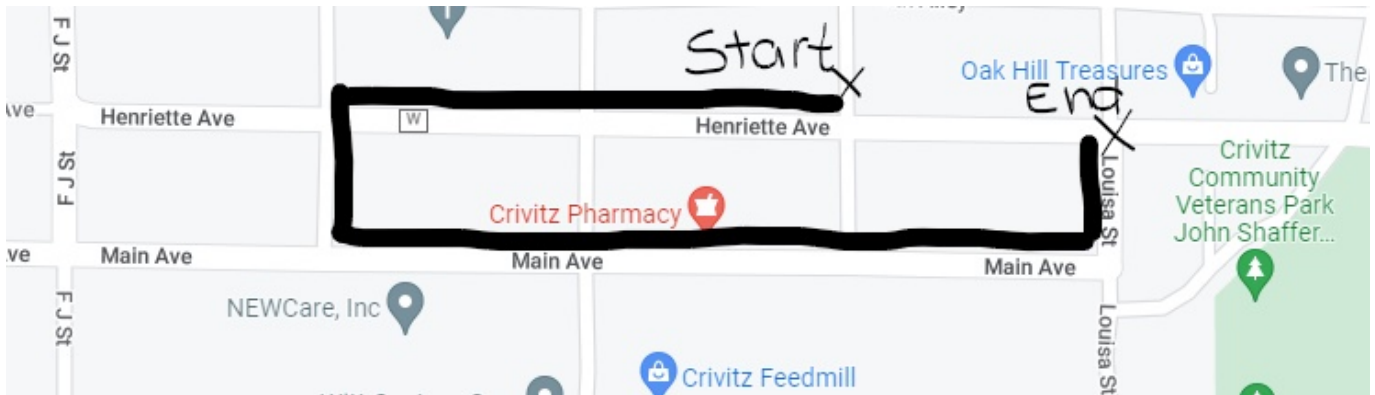 F J St
Start
Oak Hill Treasures
The
End
Ave
Henriette Ave
W
Henriette Ave
F J St
Crivitz
Community
Veterans Park
John Shaffer...
Louisa St
Crivitz Pharmacy
Main Ave
Main Ave
Main Ave
NEWCare, Inc
F J St
Louisa St
Crivitz Feedmill